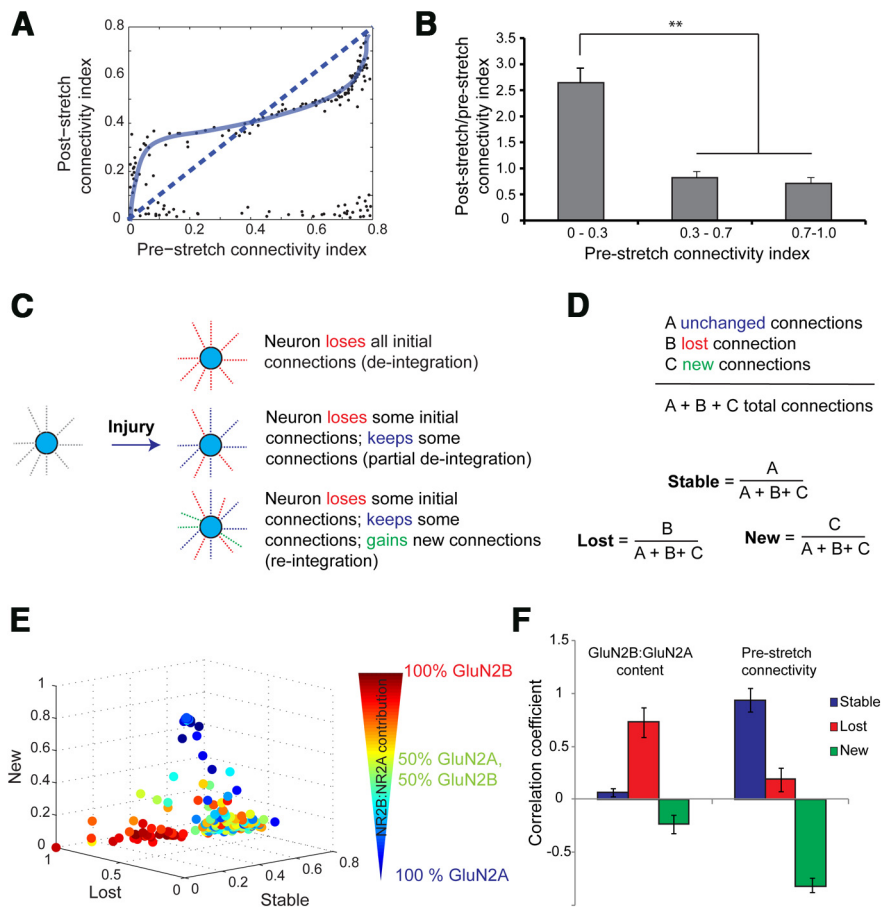 A
Post−stretch
connectivity index
0.8
0.6
0.4
0.2
0
0 0.2 0.4 0.6 0.8
Pre−stretch connectivity index
B
Post-stretch/pre-stretch
connectivity index
3.5
3.0
2.5
2.0
1.5
1.0
0.5
0
**
0 - 0.3 0.3 - 0.7 0.7-1.0
Pre-stretch connectivity index
C
Injury
Neuron loses all initial
connections (de-integration)
Neuron loses some initial
connections; keeps some
connections (partial de-integration)
Neuron loses some initial
connections; keeps some
connections; gains new connections
(re-integration)
D
A unchanged connections
B lost connection
C new connections
A + B + C total connections
Stable = A
A + B+ C
Lost = B
A + B+ C
New = C
A + B+ C
E
New
1
0.8
0.6
0.4
0.2
0
1 0.5 0
Lost
0 0.2 0.4 0.6 0.8
Stable
NR2B:NR2A contribution
100% GluN2B
50% GluN2A,
50% GluN2B
100 % GluN2A
F
Correlation coefficient
1.5
1
0.5
0
-0.5
GluN2B:GluN2A
content
Pre-stretch
connectivity
Stable
Lost
New